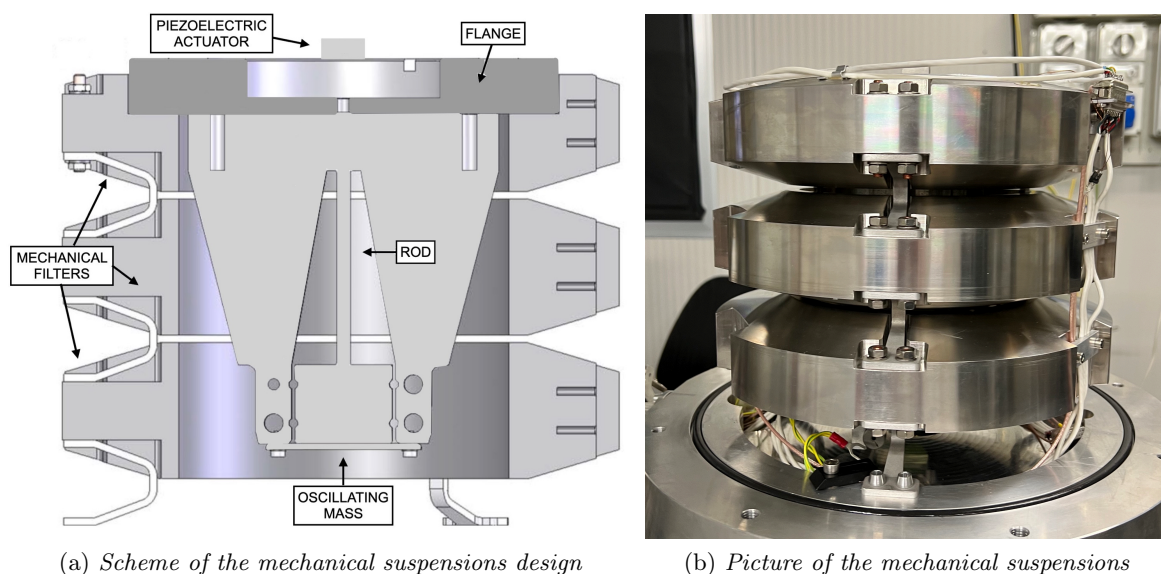 PIEZOELECTRIC
ACTUATOR
FLANGE
MECHANICAL
FILTERS
ROD
OSCILLATING
MASS
(a) Scheme of the mechanical suspensions design
(b) Picture of the mechanical suspensions